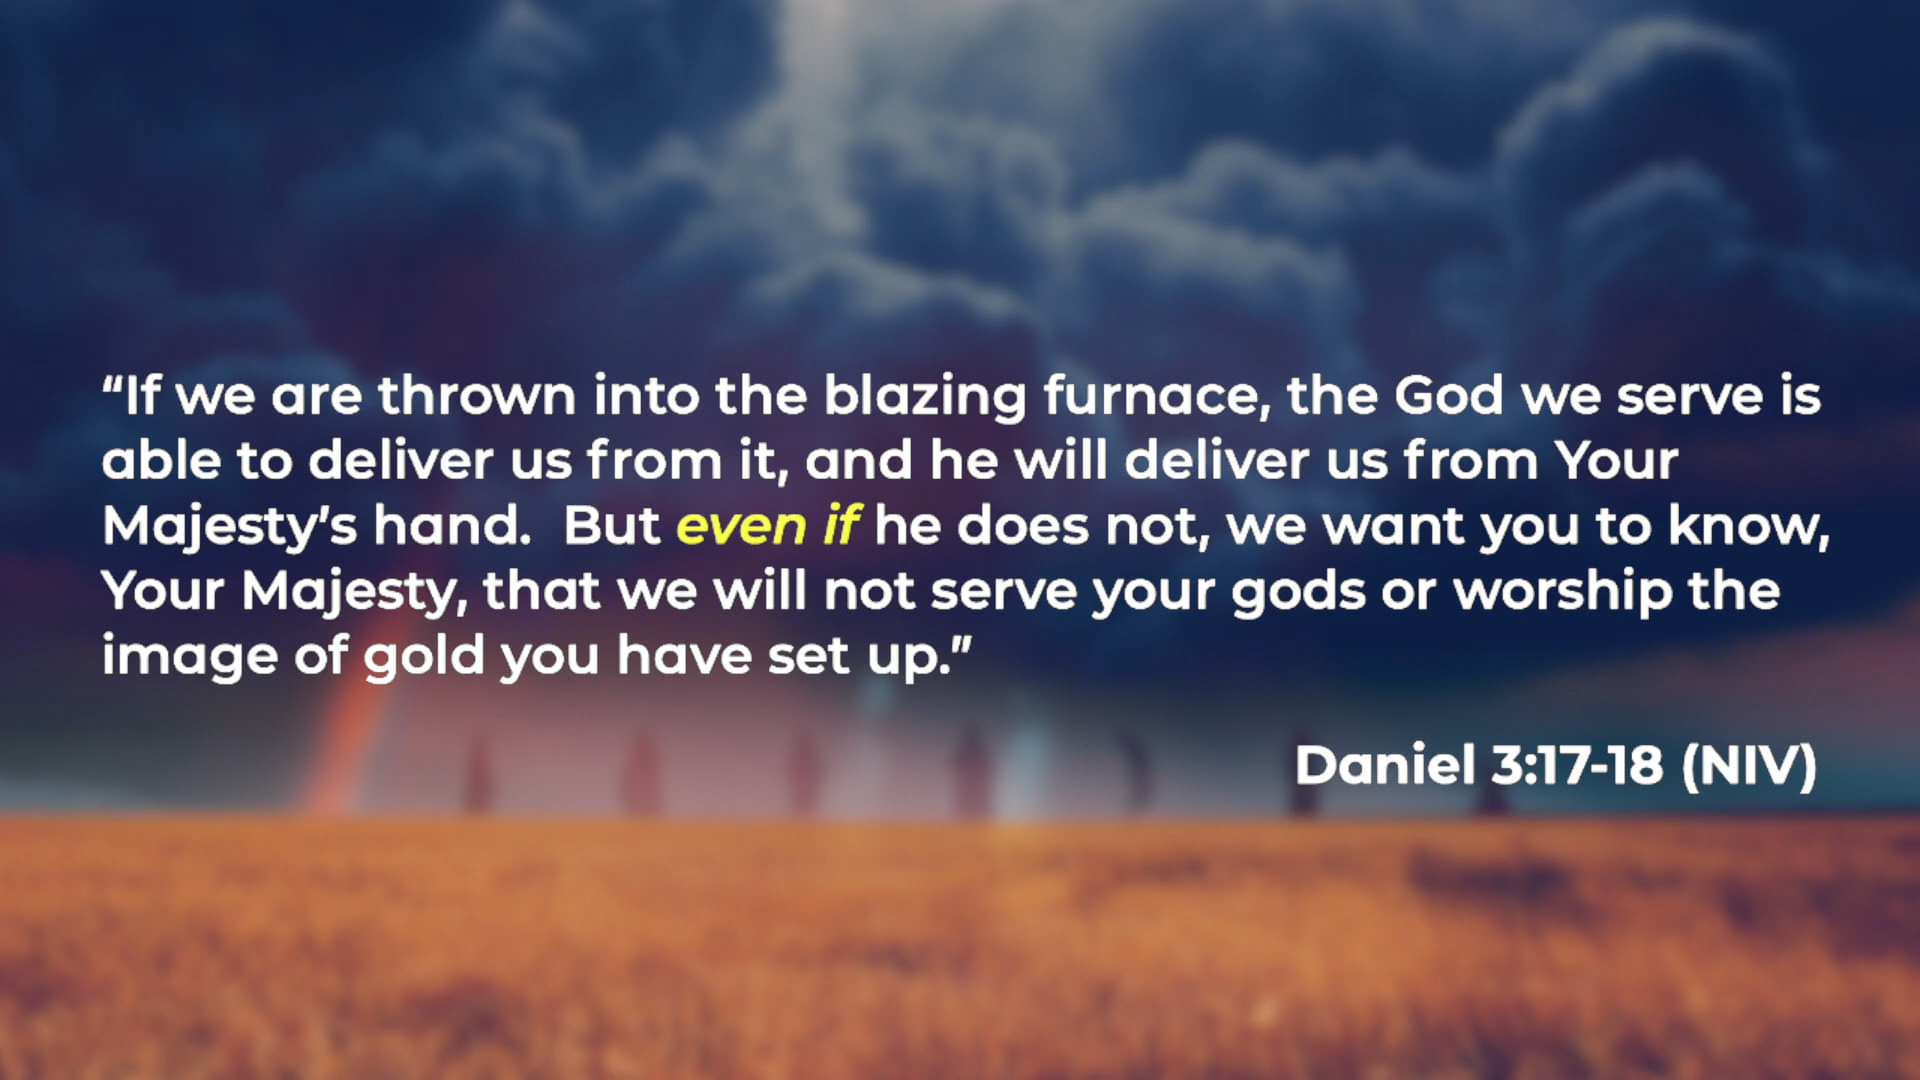 “If we are thrown into the blazing furnace, the God we serve is
able to deliver us from it, and he will deliver us from Your
Majesty’s hand.  But even if he does not, we want you to know,
Your Majesty, that we will not serve your gods or worship the
image of gold you have set up.”
Daniel 3:17-18 (NIV)